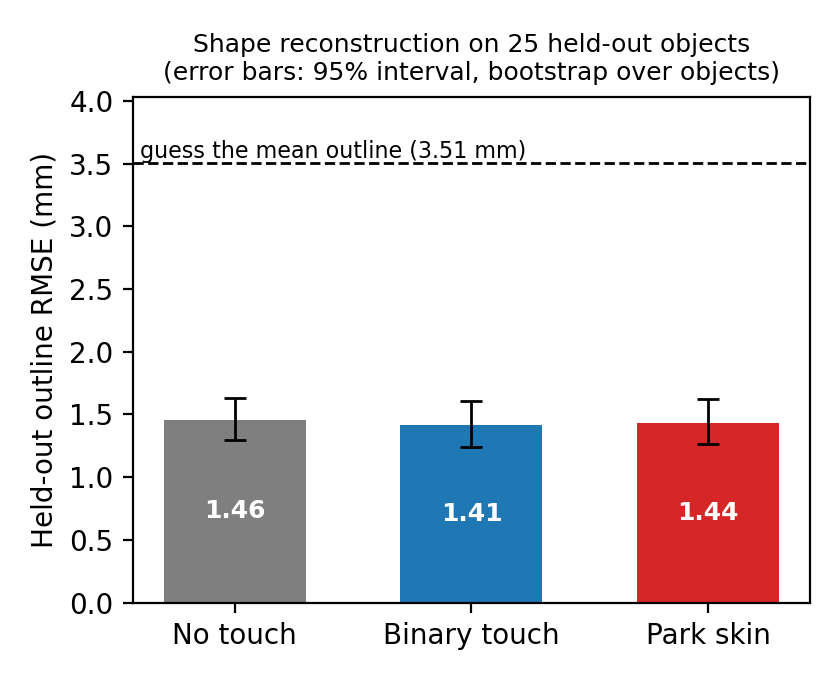 Shape reconstruction on 25 held-out objects
(error bars: 95% interval, bootstrap over objects)
Held-out outline RMSE (mm)
4.0
3.5
3.0
2.5
2.0
1.5
1.0
0.5
0.0
guess the mean outline (3.51 mm)
1.46
1.41
1.44
No touch
Binary touch
Park skin